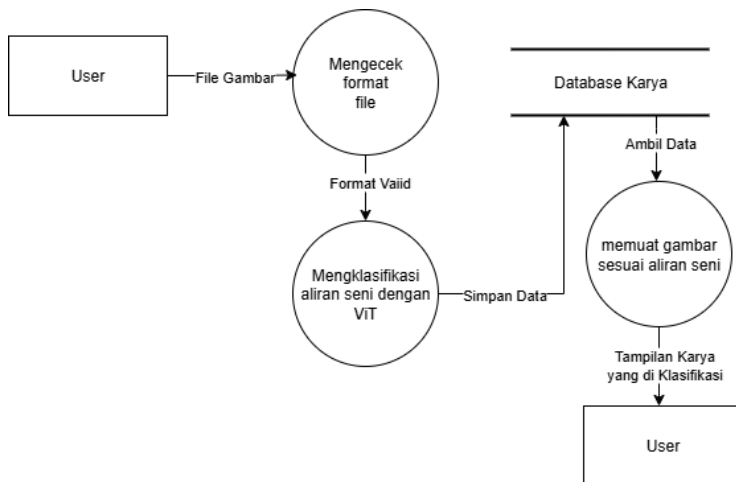 User
File Gambar
Mengecek
format
file
Database Karya
Format Vaiid
Ambil Data
Mengklasifikasi
aliran seni dengan
ViT
Simpan Data
memuat gambar
sesuai aliran seni
Tampilan Karya
yang di Klasifikasi
User